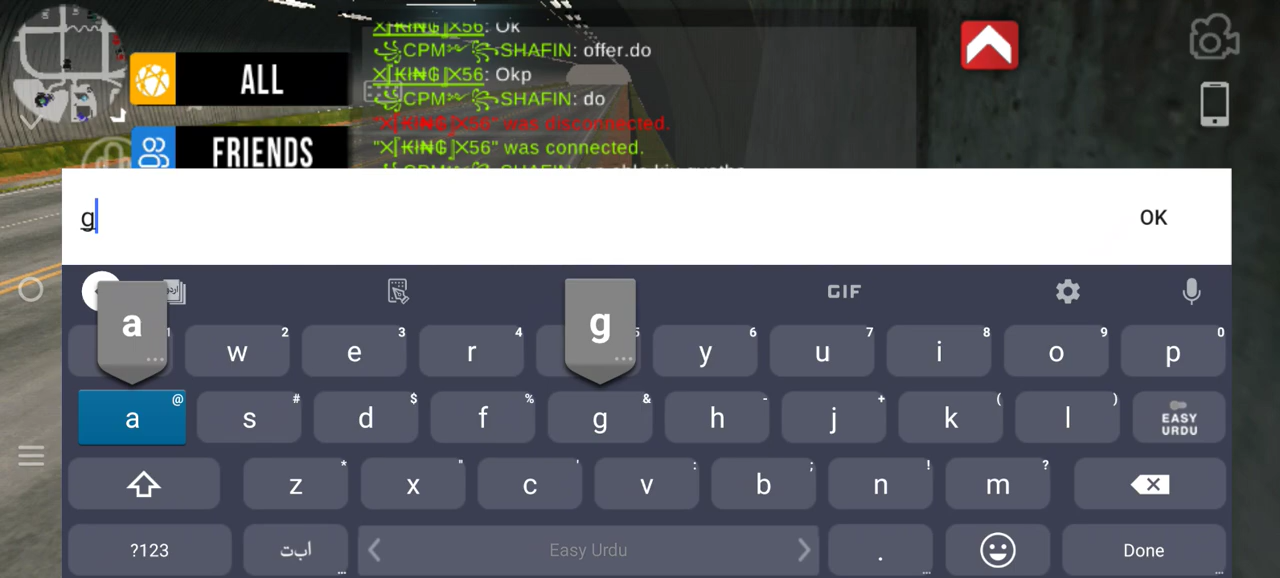 X⟦KING⟧X56: Ok
꧁CPM꧂SHAFIN: offer.do
X⟦KING⟧X56: Okp
꧁CPM꧂SHAFIN: do
"X⟦KING⟧X56" was disconnected.
"X⟦KING⟧X56" was connected.
ALL
FRIENDS
g
OK
a
g
GIF
1 2 3 4 5 6 7 8 9 0
w e r y u i o p
@ # $ % & - + ( )
a s d f g h j k l
EASY
URDU
* " ' : ; ! ?
z x c v b n m
?123
ابت
Easy Urdu
.
Done